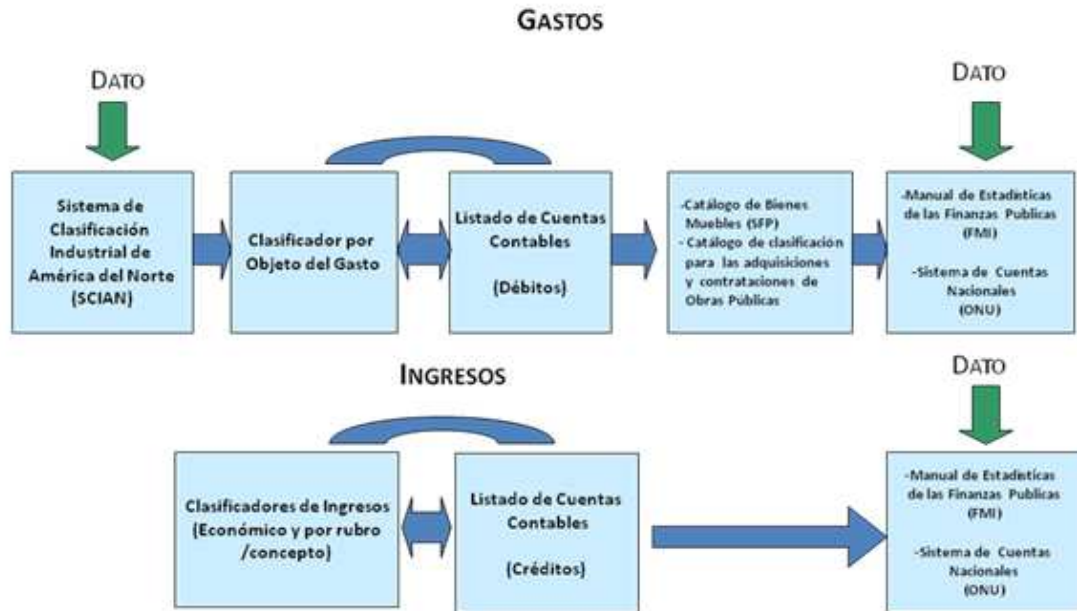 GASTOS
DATO
DATO
Sistema de
Clasificación
Industrial de
América del Norte
(SCIAN)
Clasificador por
Objeto del Gasto
Listado de Cuentas
Contables
(Débitos)
-Catálogo de Bienes
Muebles (SFP)
- Catálogo de clasificación
para las adquisiciones
y contrataciones de
Obras Públicas
-Manual de Estadísticas
de las Finanzas Publicas
(FMI)
-Sistema de Cuentas
Nacionales
(ONU)
INGRESOS
DATO
Clasificadores de Ingresos
(Económico y por rubro
/concepto)
Listado de Cuentas
Contables
(Créditos)
-Manual de Estadísticas
de las Finanzas Publicas
(FMI)
-Sistema de Cuentas
Nacionales
(ONU)